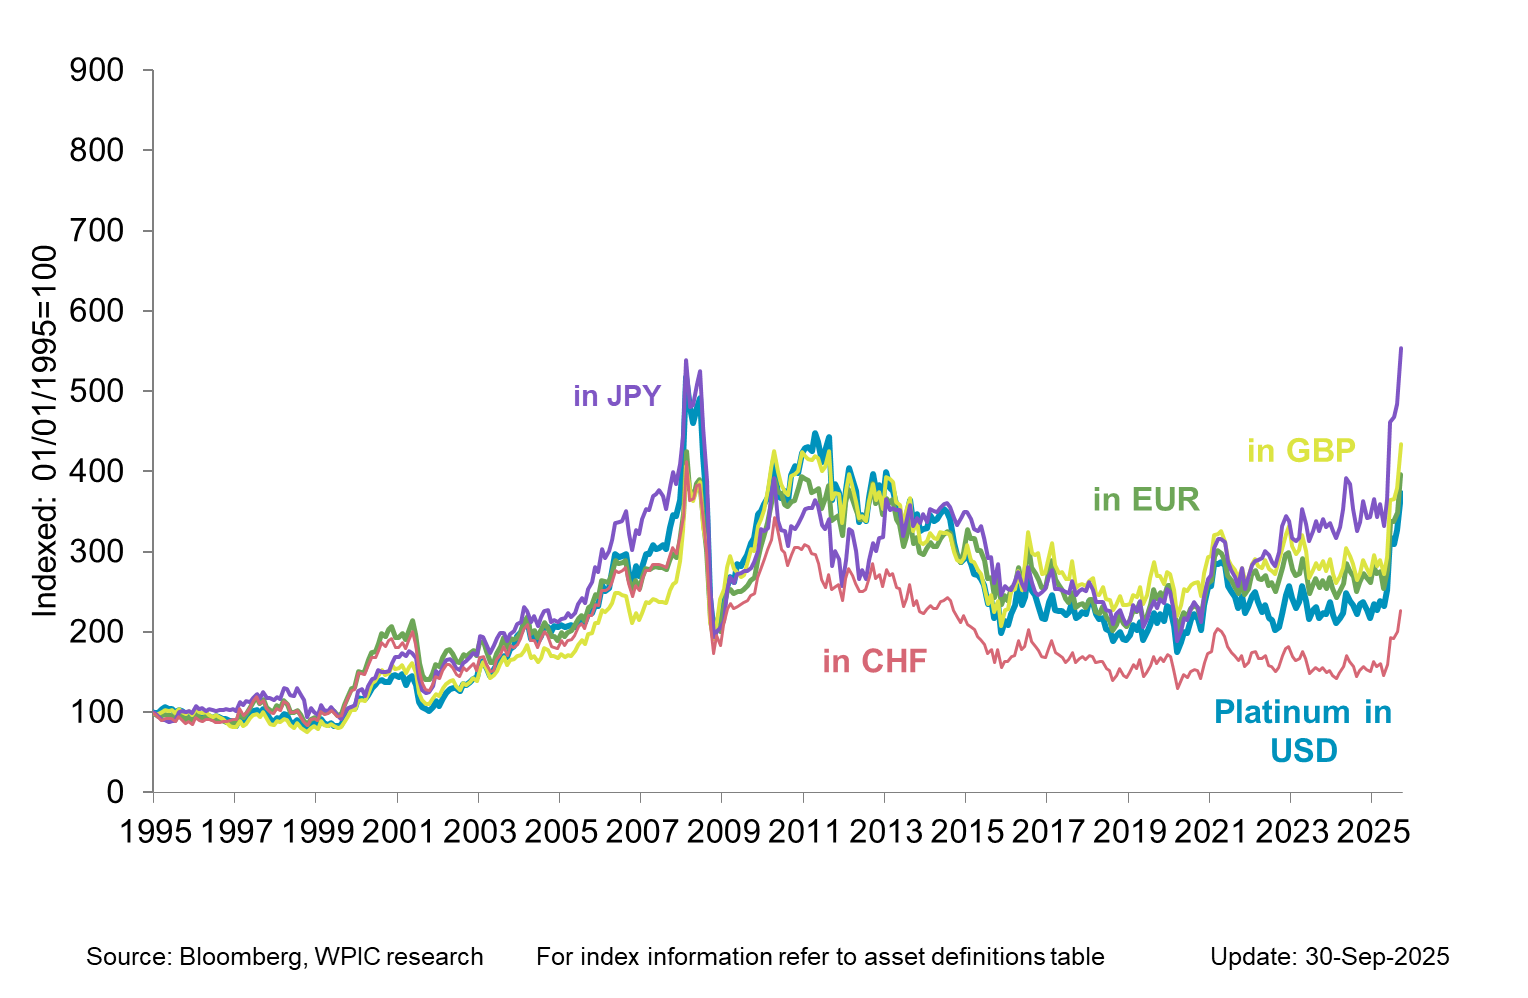 900
800
700
600
500
400
300
200
100
0
Indexed: 01/01/1995=100
in JPY
in GBP
in EUR
in CHF
Platinum in
USD
1995 1997 1999 2001 2003 2005 2007 2009 2011 2013 2015 2017 2019 2021 2023 2025
Source: Bloomberg, WPIC research For index information refer to asset definitions table Update: 30-Sep-2025